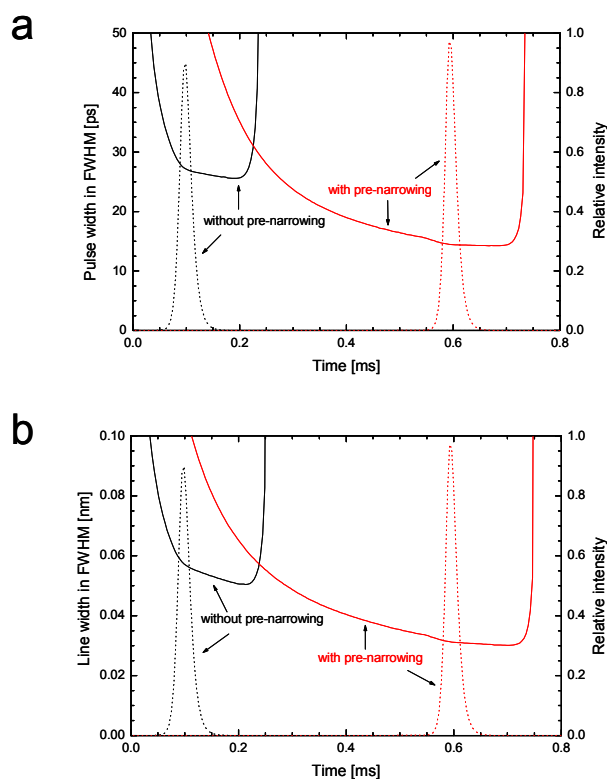 a
50
40
30
20
10
0
Pulse width in FWHM [ps]
1.0
0.8
0.6
0.4
0.2
0.0
Relative intensity
without pre-narrowing
with pre-narrowing
0.0 0.2 0.4 0.6 0.8
Time [ms]
b
0.10
0.08
0.06
0.04
0.02
0.00
Line width in FWHM [nm]
1.0
0.8
0.6
0.4
0.2
0.0
Relative intensity
without pre-narrowing
with pre-narrowing
0.0 0.2 0.4 0.6 0.8
Time [ms]